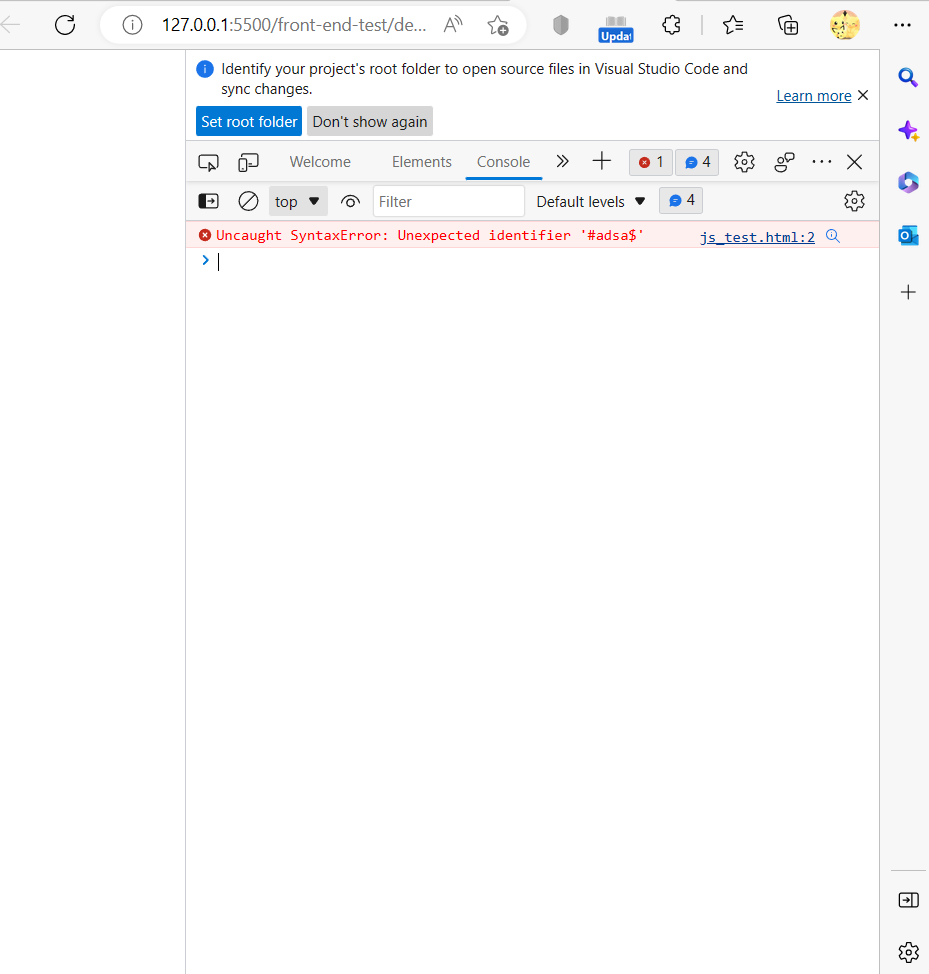 127.0.0.1:5500/front-end-test/de...
Updat
Identify your project's root folder to open source files in Visual Studio Code and
sync changes.
Learn more
Set root folder
Don't show again
Welcome
Elements
Console
1
4
top
Filter
Default levels
4
Uncaught SyntaxError: Unexpected identifier '#adsa$'
js_test.html:2